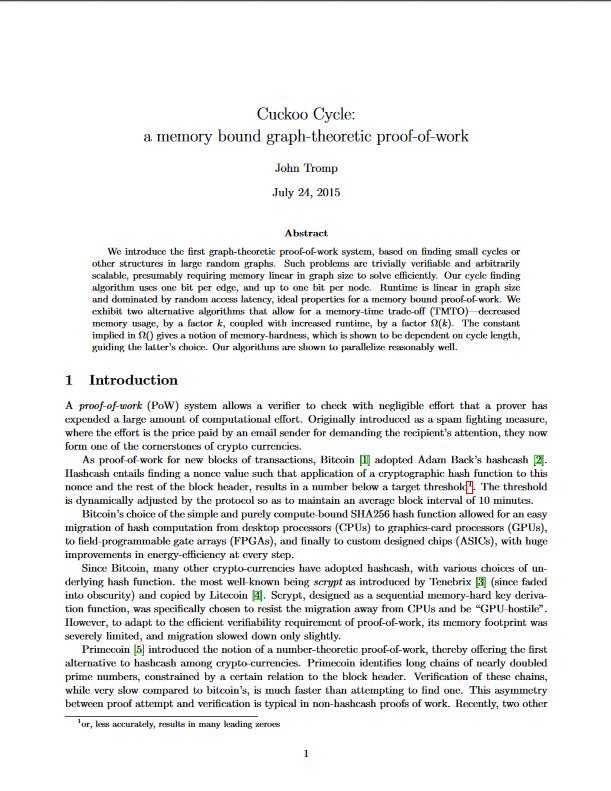 Cuckoo Cycle:
a memory bound graph-theoretic proof-of-work
John Tromp
July 24, 2015
Abstract
We introduce the first graph-theoretic proof-of-work system, based on finding small cycles or
other structures in large random graphs. Such problems are trivially verifiable and arbitrarily
scalable, presumably requiring memory linear in graph size to solve efficiently. Our cycle finding
algorithm uses one bit per edge, and up to one bit per node. Runtime is linear in graph size
and dominated by random access latency, ideal properties for a memory bound proof-of-work. We
exhibit two alternative algorithms that allow for a memory-time trade-off (TMTO)—decreased
memory usage, by a factor k, coupled with increased runtime, by a factor Ω(k). The constant
implied in Ω() gives a notion of memory-hardness, which is shown to be dependent on cycle length,
guiding the latter's choice. Our algorithms are shown to parallelize reasonably well.
1 Introduction
A proof-of-work (PoW) system allows a verifier to check with negligible effort that a prover has
expended a large amount of computational effort. Originally introduced as a spam fighting measure,
where the effort is the price paid by an email sender for demanding the recipient's attention, they now
form one of the cornerstones of crypto currencies.
As proof-of-work for new blocks of transactions, Bitcoin [1] adopted Adam Back's hashcash [2].
Hashcash entails finding a nonce value such that application of a cryptographic hash function to this
nonce and the rest of the block header, results in a number below a target threshold1. The threshold
is dynamically adjusted by the protocol so as to maintain an average block interval of 10 minutes.
Bitcoin's choice of the simple and purely compute-bound SHA256 hash function allowed for an easy
migration of hash computation from desktop processors (CPUs) to graphics-card processors (GPUs),
to field-programmable gate arrays (FPGAs), and finally to custom designed chips (ASICs), with huge
improvements in energy-efficiency at every step.
Since Bitcoin, many other crypto-currencies have adopted hashcash, with various choices of un-
derlying hash function. the most well-known being scrypt as introduced by Tenebrix [3] (since faded
into obscurity) and copied by Litecoin [4]. Scrypt, designed as a sequential memory-hard key deriva-
tion function, was specifically chosen to resist the migration away from CPUs and be "GPU-hostile".
However, to adapt to the efficient verifiability requirement of proof-of-work, its memory footprint was
severely limited, and migration slowed down only slightly.
Primecoin [5] introduced the notion of a number-theoretic proof-of-work, thereby offering the first
alternative to hashcash among crypto-currencies. Primecoin identifies long chains of nearly doubled
prime numbers, constrained by a certain relation to the block header. Verification of these chains,
while very slow compared to bitcoin's, is much faster than attempting to find one. This asymmetry
between proof attempt and verification is typical in non-hashcash proofs of work. Recently, two other
1or, less accurately, results in many leading zeroes
1